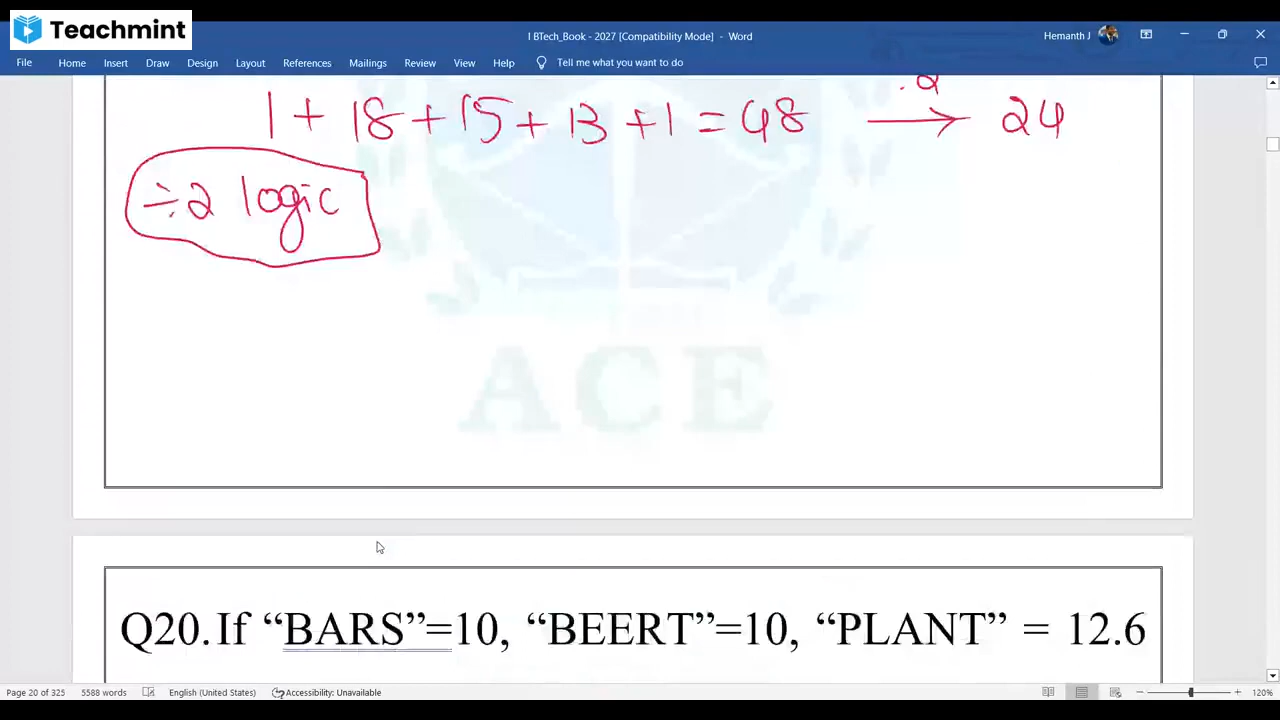 Teachmint
I BTech_Book - 2027 [Compatibility Mode] - Word
Hemanth J
File Home Insert Draw Design Layout References Mailings Review View Help Tell me what you want to do
1 + 18 + 15 + 13 + 1 = 48 → 24
÷2 logic
ACE
Q20. If “BARS”=10, “BEERT”=10, “PLANT” = 12.6
Page 20 of 325 5588 words English (United States) Accessibility: Unavailable 120%